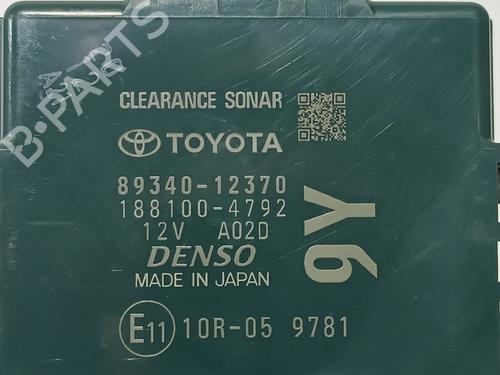 CLEARANCE SONAR
TOYOTA
89340-12370
188100-4792
12V A02D
DENSO
MADE IN JAPAN
9Y
E11 10R-05 9781
B-PARTS